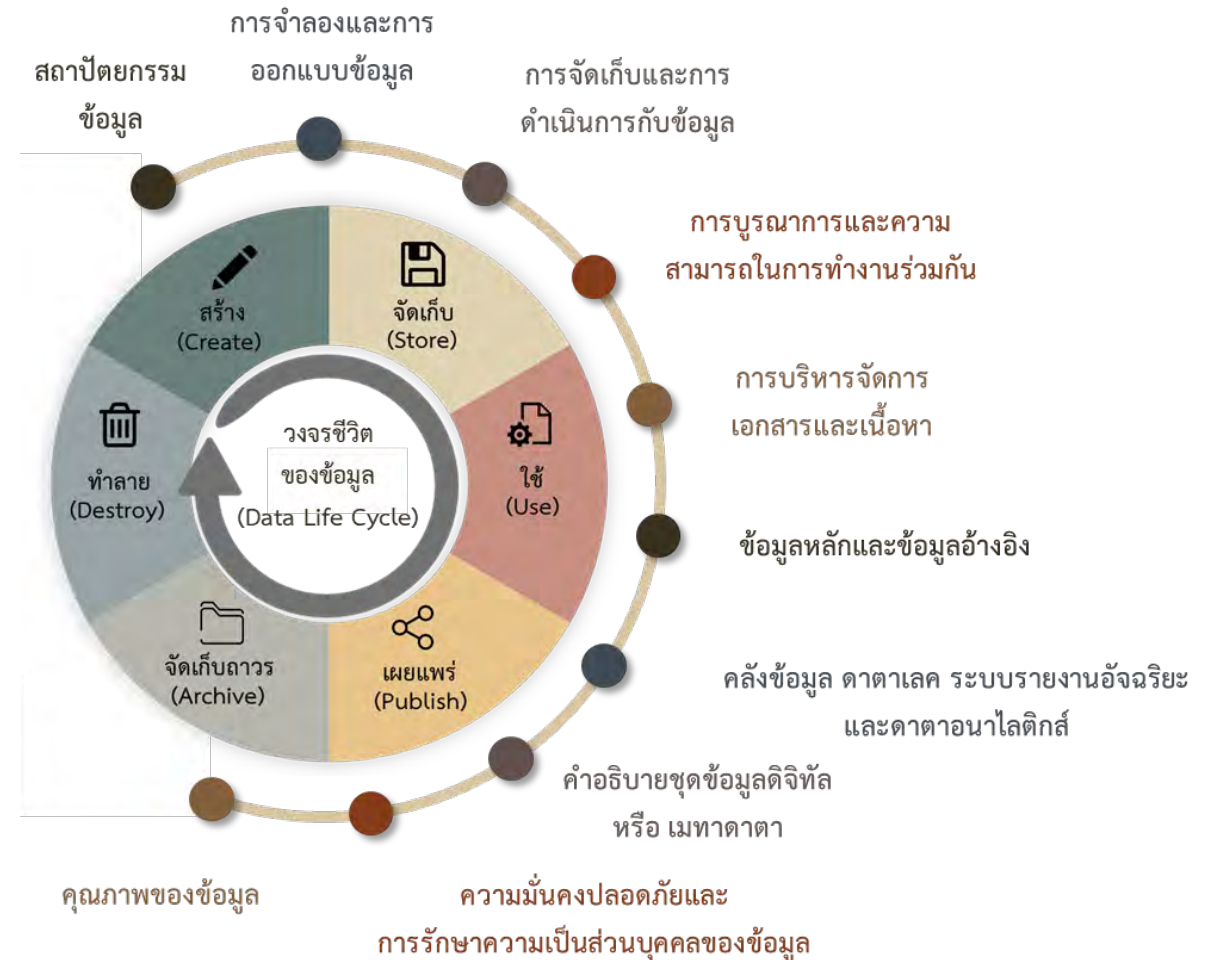 การจำลองและการ
ออกแบบข้อมูล
สถาปัตยกรรม
ข้อมูล
การจัดเก็บและการ
ดำเนินการกับข้อมูล
การบูรณาการและความ
สามารถในการทำงานร่วมกัน
การบริหารจัดการ
เอกสารและเนื้อหา
ข้อมูลหลักและข้อมูลอ้างอิง
คลังข้อมูล ดาตาเลค ระบบรายงานอัจฉริยะ
และดาตาอนาไลติกส์
คำอธิบายชุดข้อมูลดิจิทัล
หรือ เมทาดาตา
ความมั่นคงปลอดภัยและ
การรักษาความเป็นส่วนบุคคลของข้อมูล
คุณภาพของข้อมูล
สร้าง
(Create)
จัดเก็บ
(Store)
ใช้
(Use)
เผยแพร่
(Publish)
จัดเก็บถาวร
(Archive)
ทำลาย
(Destroy)
วงจรชีวิต
ของข้อมูล
(Data Life Cycle)